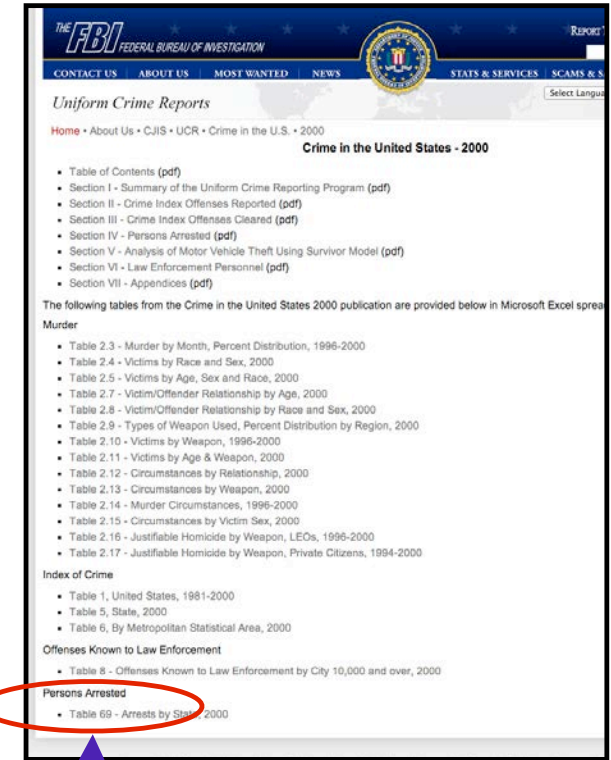 THE FBI FEDERAL BUREAU OF INVESTIGATION
REPORT
CONTACT US ABOUT US MOST WANTED NEWS STATS & SERVICES SCAMS & S
Select Langua
Uniform Crime Reports
Home • About Us • CJIS • UCR • Crime in the U.S. • 2000
Crime in the United States - 2000
• Table of Contents (pdf)
• Section I - Summary of the Uniform Crime Reporting Program (pdf)
• Section II - Crime Index Offenses Reported (pdf)
• Section III - Crime Index Offenses Cleared (pdf)
• Section IV - Persons Arrested (pdf)
• Section V - Analysis of Motor Vehicle Theft Using Survivor Model (pdf)
• Section VI - Law Enforcement Personnel (pdf)
• Section VII - Appendices (pdf)
The following tables from the Crime in the United States 2000 publication are provided below in Microsoft Excel sprea
Murder
• Table 2.3 - Murder by Month, Percent Distribution, 1996-2000
• Table 2.4 - Victims by Race and Sex, 2000
• Table 2.5 - Victims by Age, Sex and Race, 2000
• Table 2.7 - Victim/Offender Relationship by Age, 2000
• Table 2.8 - Victim/Offender Relationship by Race and Sex, 2000
• Table 2.9 - Types of Weapon Used, Percent Distribution by Region, 2000
• Table 2.10 - Victims by Weapon, 1996-2000
• Table 2.11 - Victims by Age & Weapon, 2000
• Table 2.12 - Circumstances by Relationship, 2000
• Table 2.13 - Circumstances by Weapon, 2000
• Table 2.14 - Murder Circumstances, 1996-2000
• Table 2.15 - Circumstances by Victim Sex, 2000
• Table 2.16 - Justifiable Homicide by Weapon, LEOs, 1996-2000
• Table 2.17 - Justifiable Homicide by Weapon, Private Citizens, 1994-2000
Index of Crime
• Table 1, United States, 1981-2000
• Table 5, State, 2000
• Table 6, By Metropolitan Statistical Area, 2000
Offenses Known to Law Enforcement
• Table 8 - Offenses Known to Law Enforcement by City 10,000 and over, 2000
Persons Arrested
• Table 69 - Arrests by State, 2000